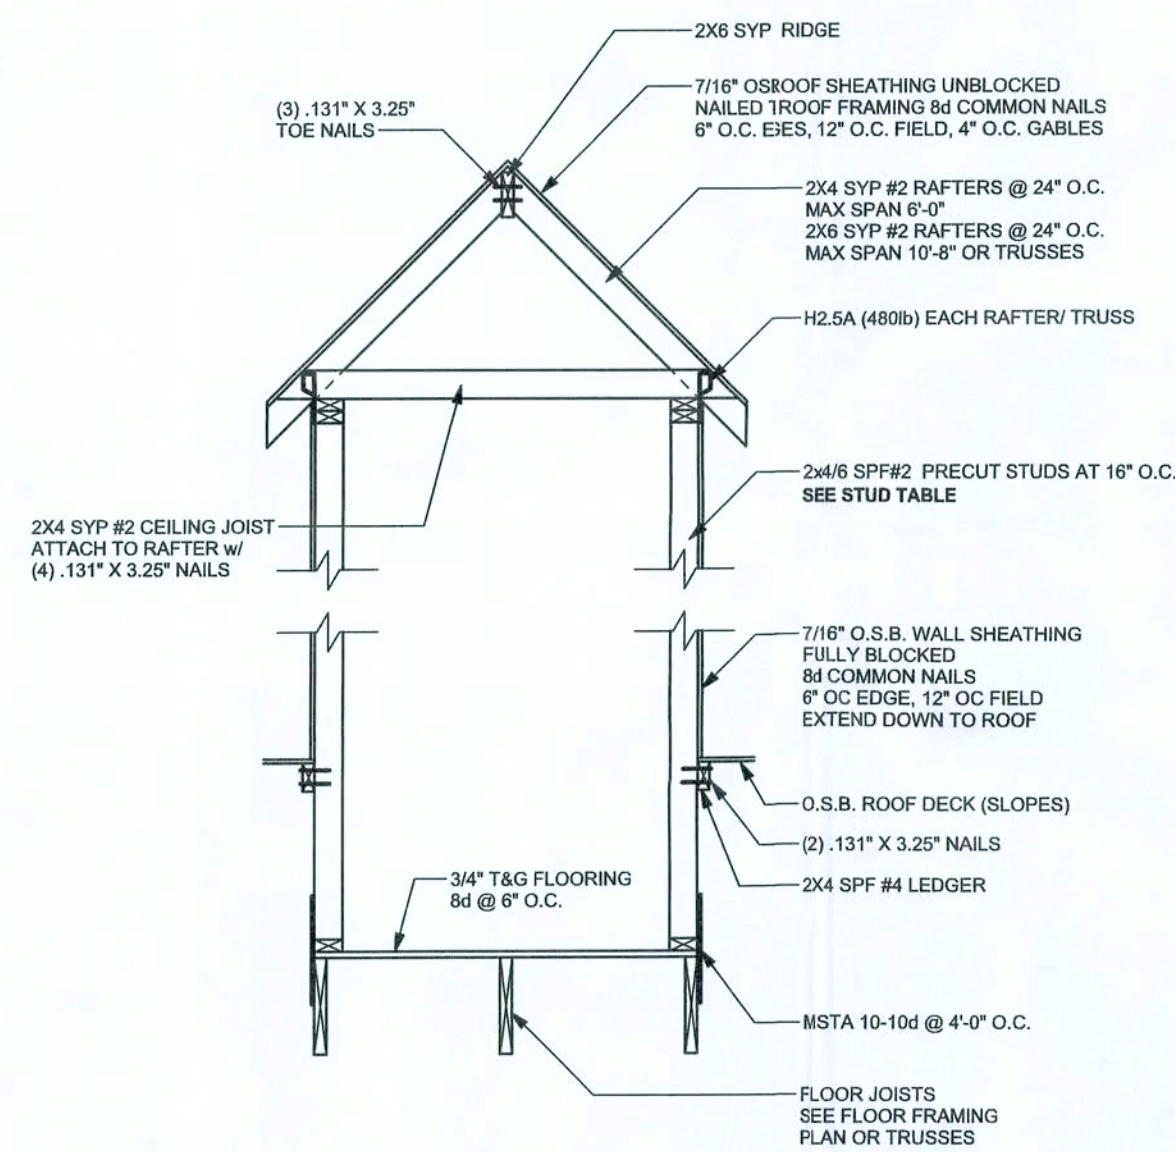 2X6 SYP RIDGE
7/16" OSROOF SHEATHING UNBLOCKED
NAILED TROOF FRAMING 8d COMMON NAILS
6" O.C. EGES, 12" O.C. FIELD, 4" O.C. GABLES
(3) .131" X 3.25"
TOE NAILS
2X4 SYP #2 RAFTERS @ 24" O.C.
MAX SPAN 6'-0"
2X6 SYP #2 RAFTERS @ 24" O.C.
MAX SPAN 10'-8" OR TRUSSES
H2.5A (480lb) EACH RAFTER/ TRUSS
2x4/6 SPF#2 PRECUT STUDS AT 16" O.C.
SEE STUD TABLE
2X4 SYP #2 CEILING JOIST
ATTACH TO RAFTER w/
(4) .131" X 3.25" NAILS
7/16" O.S.B. WALL SHEATHING
FULLY BLOCKED
8d COMMON NAILS
6" OC EDGE, 12" OC FIELD
EXTEND DOWN TO ROOF
O.S.B. ROOF DECK (SLOPES)
(2) .131" X 3.25" NAILS
2X4 SPF #4 LEDGER
3/4" T&G FLOORING
8d @ 6" O.C.
MSTA 10-10d @ 4'-0" O.C.
FLOOR JOISTS
SEE FLOOR FRAMING
PLAN OR TRUSSES